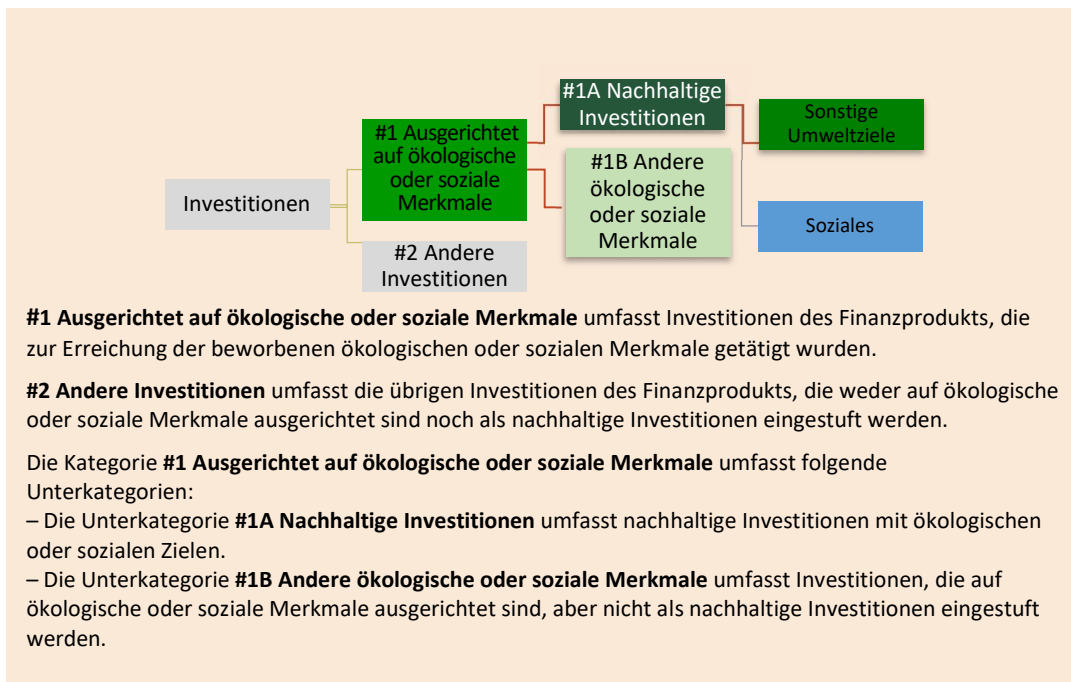 #1A Nachhaltige
Investitionen
Sonstige
Umweltziele
#1 Ausgerichtet
auf ökologische
oder soziale
Merkmale
#1B Andere
ökologische
oder soziale
Merkmale
Investitionen
Soziales
#2 Andere
Investitionen
#1 Ausgerichtet auf ökologische oder soziale Merkmale umfasst Investitionen des Finanzprodukts, die
zur Erreichung der beworbenen ökologischen oder sozialen Merkmale getätigt wurden.
#2 Andere Investitionen umfasst die übrigen Investitionen des Finanzprodukts, die weder auf ökologische
oder soziale Merkmale ausgerichtet sind noch als nachhaltige Investitionen eingestuft werden.
Die Kategorie #1 Ausgerichtet auf ökologische oder soziale Merkmale umfasst folgende
Unterkategorien:
– Die Unterkategorie #1A Nachhaltige Investitionen umfasst nachhaltige Investitionen mit ökologischen
oder sozialen Zielen.
– Die Unterkategorie #1B Andere ökologische oder soziale Merkmale umfasst Investitionen, die auf
ökologische oder soziale Merkmale ausgerichtet sind, aber nicht als nachhaltige Investitionen eingestuft
werden.